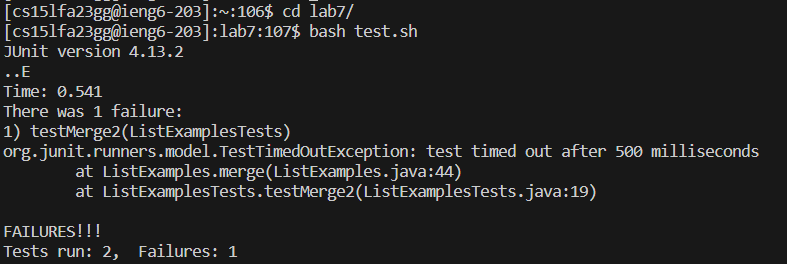 [cs15lfa23gg@ieng6-203]:~:106$ cd lab7/
[cs15lfa23gg@ieng6-203]:lab7:107$ bash test.sh
JUnit version 4.13.2
..E
Time: 0.541
There was 1 failure:
1) testMerge2(ListExamplesTests)
org.junit.runners.model.TestTimedOutException: test timed out after 500 milliseconds
        at ListExamples.merge(ListExamples.java:44)
        at ListExamplesTests.testMerge2(ListExamplesTests.java:19)
FAILURES!!!
Tests run: 2,  Failures: 1